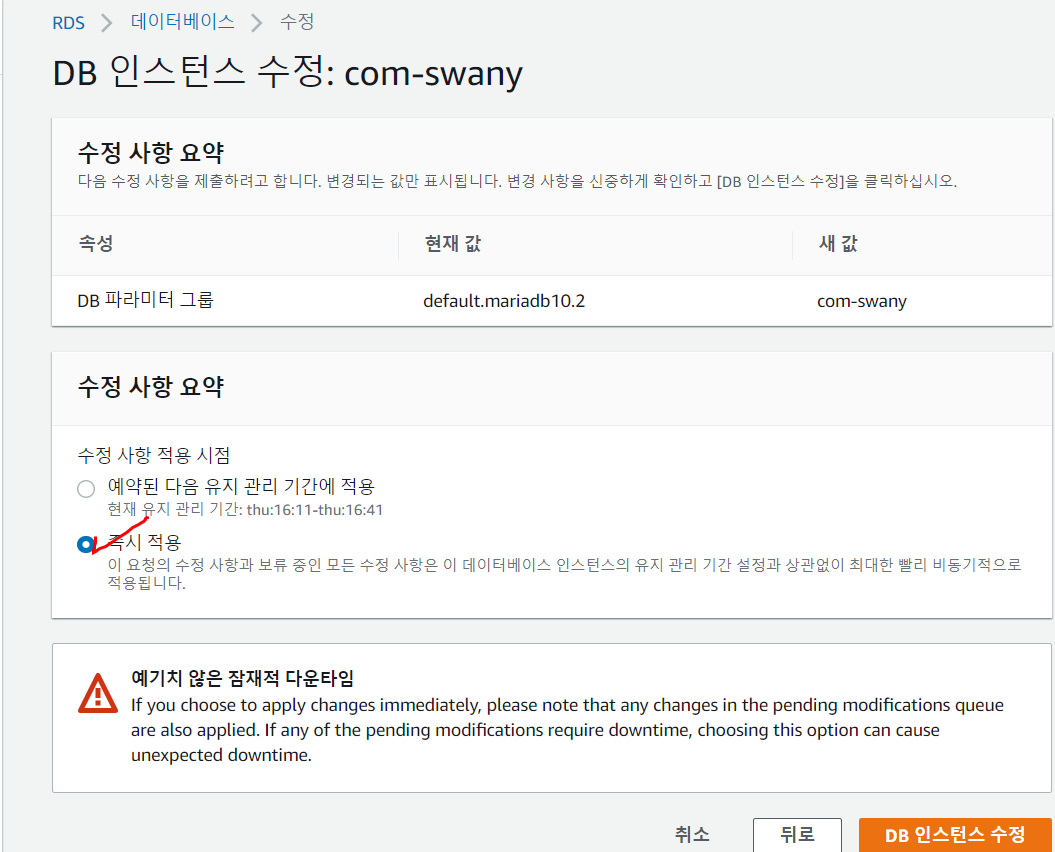 RDS > 데이터베이스 > 수정
DB 인스턴스 수정: com-swany
수정 사항 요약
다음 수정 사항을 제출하려고 합니다. 변경되는 값만 표시됩니다. 변경 사항을 신중하게 확인하고 [DB 인스턴스 수정]을 클릭하십시오.
속성 현재 값 새 값
DB 파라미터 그룹 default.mariadb10.2 com-swany
수정 사항 요약
수정 사항 적용 시점
예약된 다음 유지 관리 기간에 적용
현재 유지 관리 기간: thu:16:11-thu:16:41
즉시 적용
이 요청의 수정 사항과 보류 중인 모든 수정 사항은 이 데이터베이스 인스턴스의 유지 관리 기간 설정과 상관없이 최대한 빨리 비동기적으로
적용됩니다.
예기치 않은 잠재적 다운타임
If you choose to apply changes immediately, please note that any changes in the pending modifications queue
are also applied. If any of the pending modifications require downtime, choosing this option can cause
unexpected downtime.
취소 뒤로 DB 인스턴스 수정